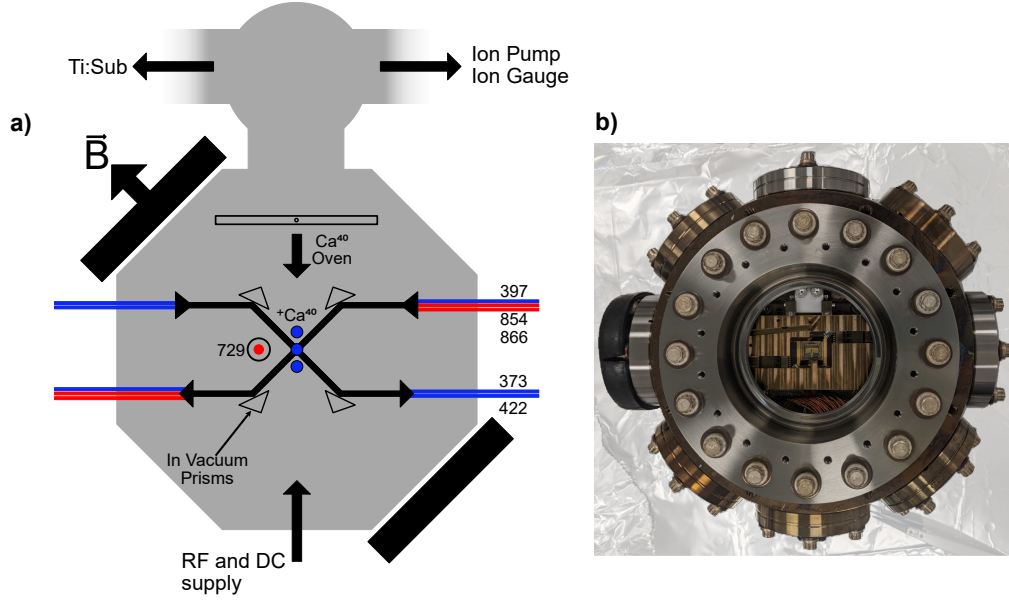 Ti:Sub
Ion Pump
Ion Gauge
a)
b)
B
Ca⁴⁰
Oven
⁺Ca⁴⁰
397
854
866
729
373
422
In Vacuum
Prisms
RF and DC
supply